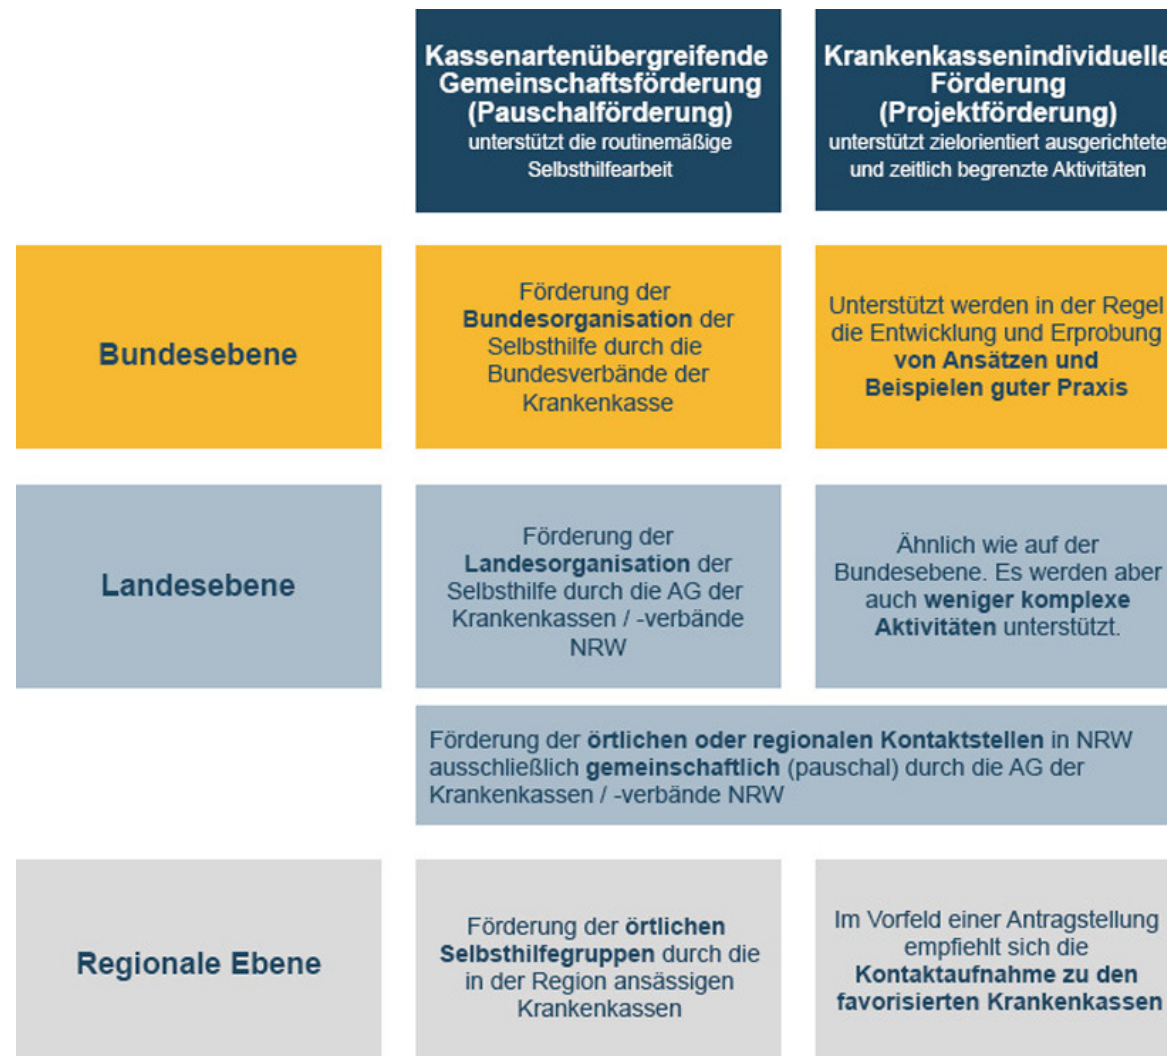 Kassenartenübergreifende
Gemeinschaftsförderung
(Pauschalförderung)
unterstützt die routinemäßige
Selbsthilfearbeit
Krankenkassenindividuelle
Förderung
(Projektförderung)
unterstützt zielorientiert ausgerichtete
und zeitlich begrenzte Aktivitäten
Bundesebene
Förderung der
Bundesorganisation der
Selbsthilfe durch die
Bundesverbände der
Krankenkasse
Unterstützt werden in der Regel
die Entwicklung und Erprobung
von Ansätzen und
Beispielen guter Praxis
Landesebene
Förderung der
Landesorganisation der
Selbsthilfe durch die AG der
Krankenkassen / -verbände
NRW
Ähnlich wie auf der
Bundesebene. Es werden aber
auch weniger komplexe
Aktivitäten unterstützt.
Förderung der örtlichen oder regionalen Kontaktstellen in NRW
ausschließlich gemeinschaftlich (pauschal) durch die AG der
Krankenkassen / -verbände NRW
Regionale Ebene
Förderung der örtlichen
Selbsthilfegruppen durch die
in der Region ansässigen
Krankenkassen
Im Vorfeld einer Antragstellung
empfiehlt sich die
Kontaktaufnahme zu den
favorisierten Krankenkassen